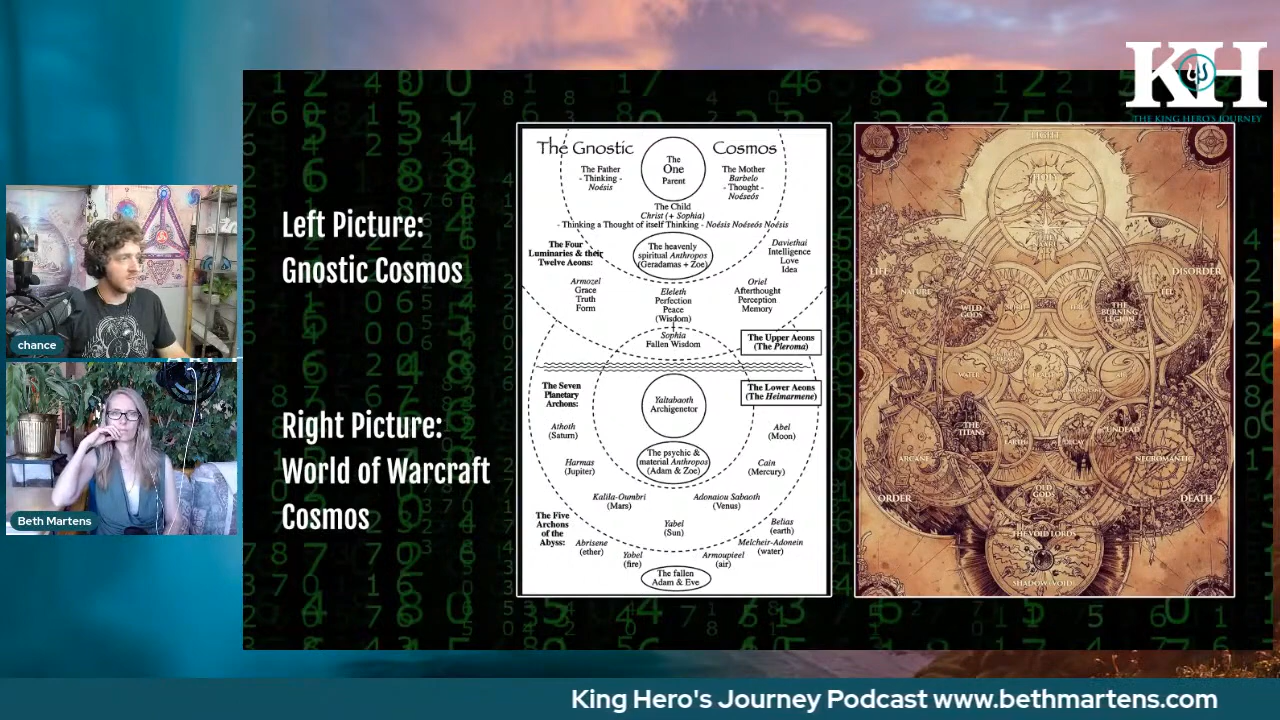 KH
THE KING HERO'S JOURNEY
Left Picture:
Gnostic Cosmos
Right Picture:
World of Warcraft
Cosmos
The Gnostic Cosmos
The
One
Parent
The Father
- Thinking -
Noésis
The Mother
Barbelo
- Thought -
Noéseós
The Child
Christ (+ Sophia)
- Thinking a Thought of itself Thinking - Noésis Noéseós Noésis
The Four
Luminaries & their
Twelve Aeons:
The heavenly
spiritual Anthropos
(Geradamas + Zoe)
Daviethai
Intelligence
Love
Idea
Armozel
Grace
Truth
Form
Eleleth
Perfection
Peace
(Wisdom)
Oriel
Afterthought
Perception
Memory
Sophia
Fallen Wisdom
The Upper Aeons
(The Pleroma)
The Seven
Planetary
Archons:
Yaltabaoth
Archigenetor
The Lower Aeons
(The Heimarmene)
Athoth
(Saturn)
Abel
(Moon)
The psychic &
material Anthropos
(Adam & Zoe)
Harmas
(Jupiter)
Cain
(Mercury)
Kalila-Oumbri
(Mars)
Adonaiou Sabaoth
(Venus)
Yabel
(Sun)
The Five
Archons
of the
Abyss:
Belias
(earth)
Abrisene
(ether)
Melcheir-Adonein
(water)
Yobel
(fire)
Armoupieel
(air)
The fallen
Adam & Eve
LIGHT
HOLY
LIFE
DISORDER
NATURE
FEL
WILD
GODS
THE
BURNING
LEGION
WATER
THE
TITANS
UNDEAD
EARTH
DECAY
ARCANE
NECROMANTIC
OLD
GODS
ORDER
DEATH
THE VOID LORDS
SHADOW (VOID)
chance
Beth Martens
King Hero's Journey Podcast www.bethmartens.com